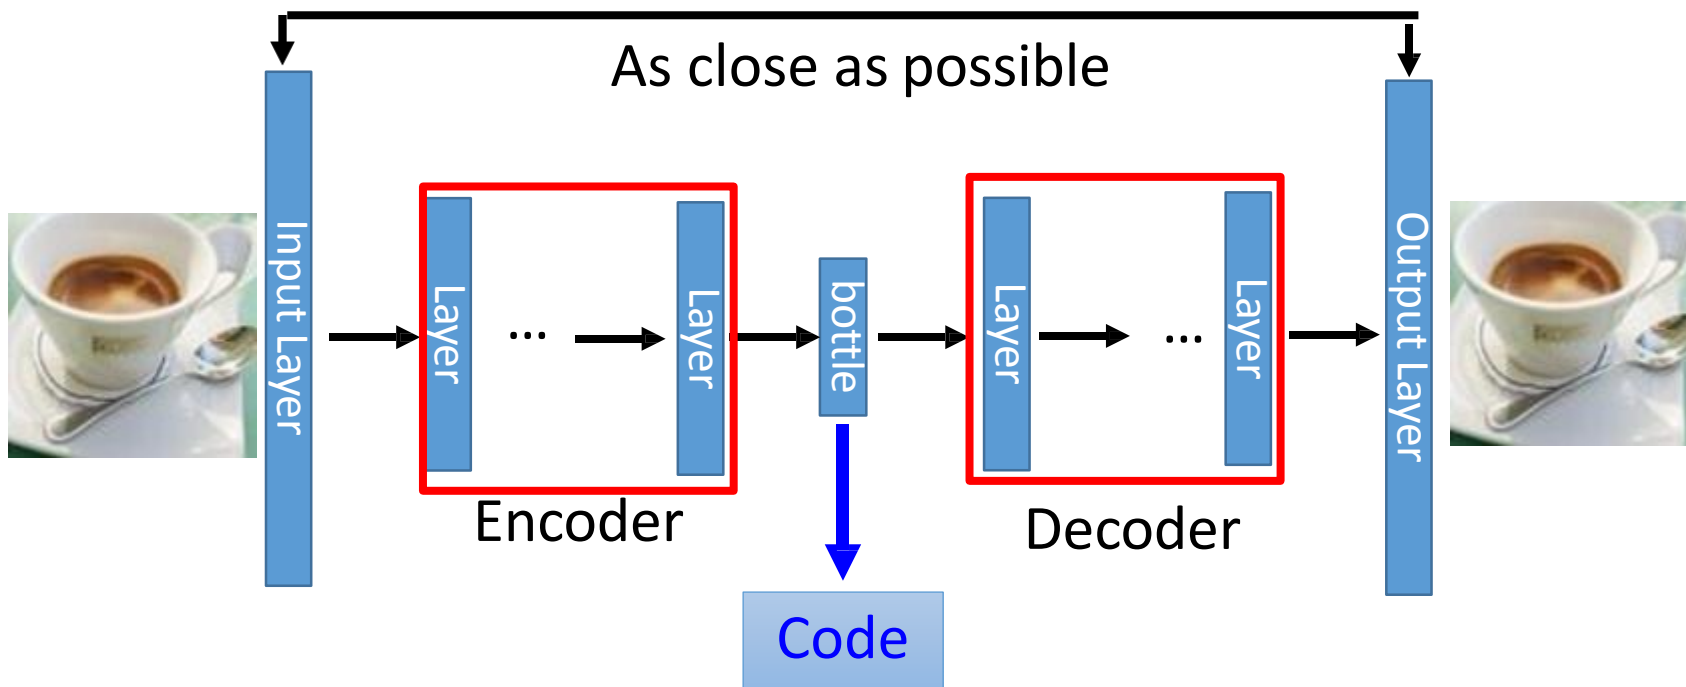 As close as possible
Input Layer
Layer
...
Layer
bottle
Layer
...
Layer
Output Layer
Encoder
Decoder
Code